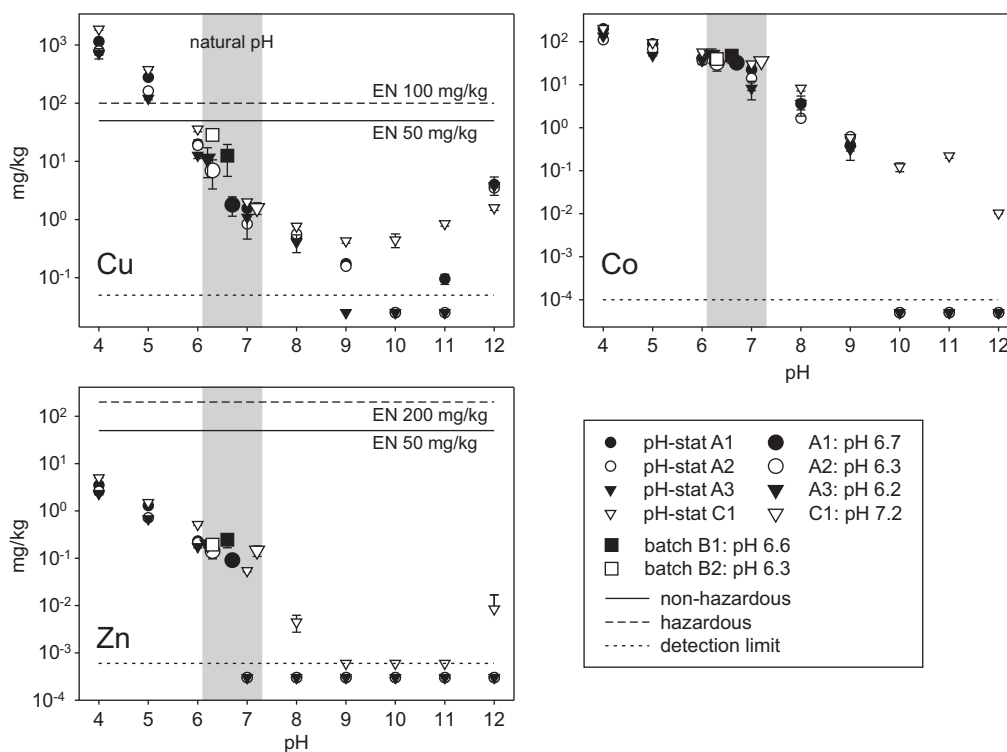 10³
10²
10¹
10⁰
10⁻¹
mg/kg
natural pH
EN 100 mg/kg
EN 50 mg/kg
Cu
4 5 6 7 8 9 10 11 12
10²
10¹
10⁰
10⁻¹
10⁻²
10⁻³
10⁻⁴
mg/kg
Co
4 5 6 7 8 9 10 11 12
pH
10²
10¹
10⁰
10⁻¹
10⁻²
10⁻³
10⁻⁴
mg/kg
EN 200 mg/kg
EN 50 mg/kg
Zn
4 5 6 7 8 9 10 11 12
pH
pH-stat A1 A1: pH 6.7
pH-stat A2 A2: pH 6.3
pH-stat A3 A3: pH 6.2
pH-stat C1 C1: pH 7.2
batch B1: pH 6.6
batch B2: pH 6.3
non-hazardous
hazardous
detection limit